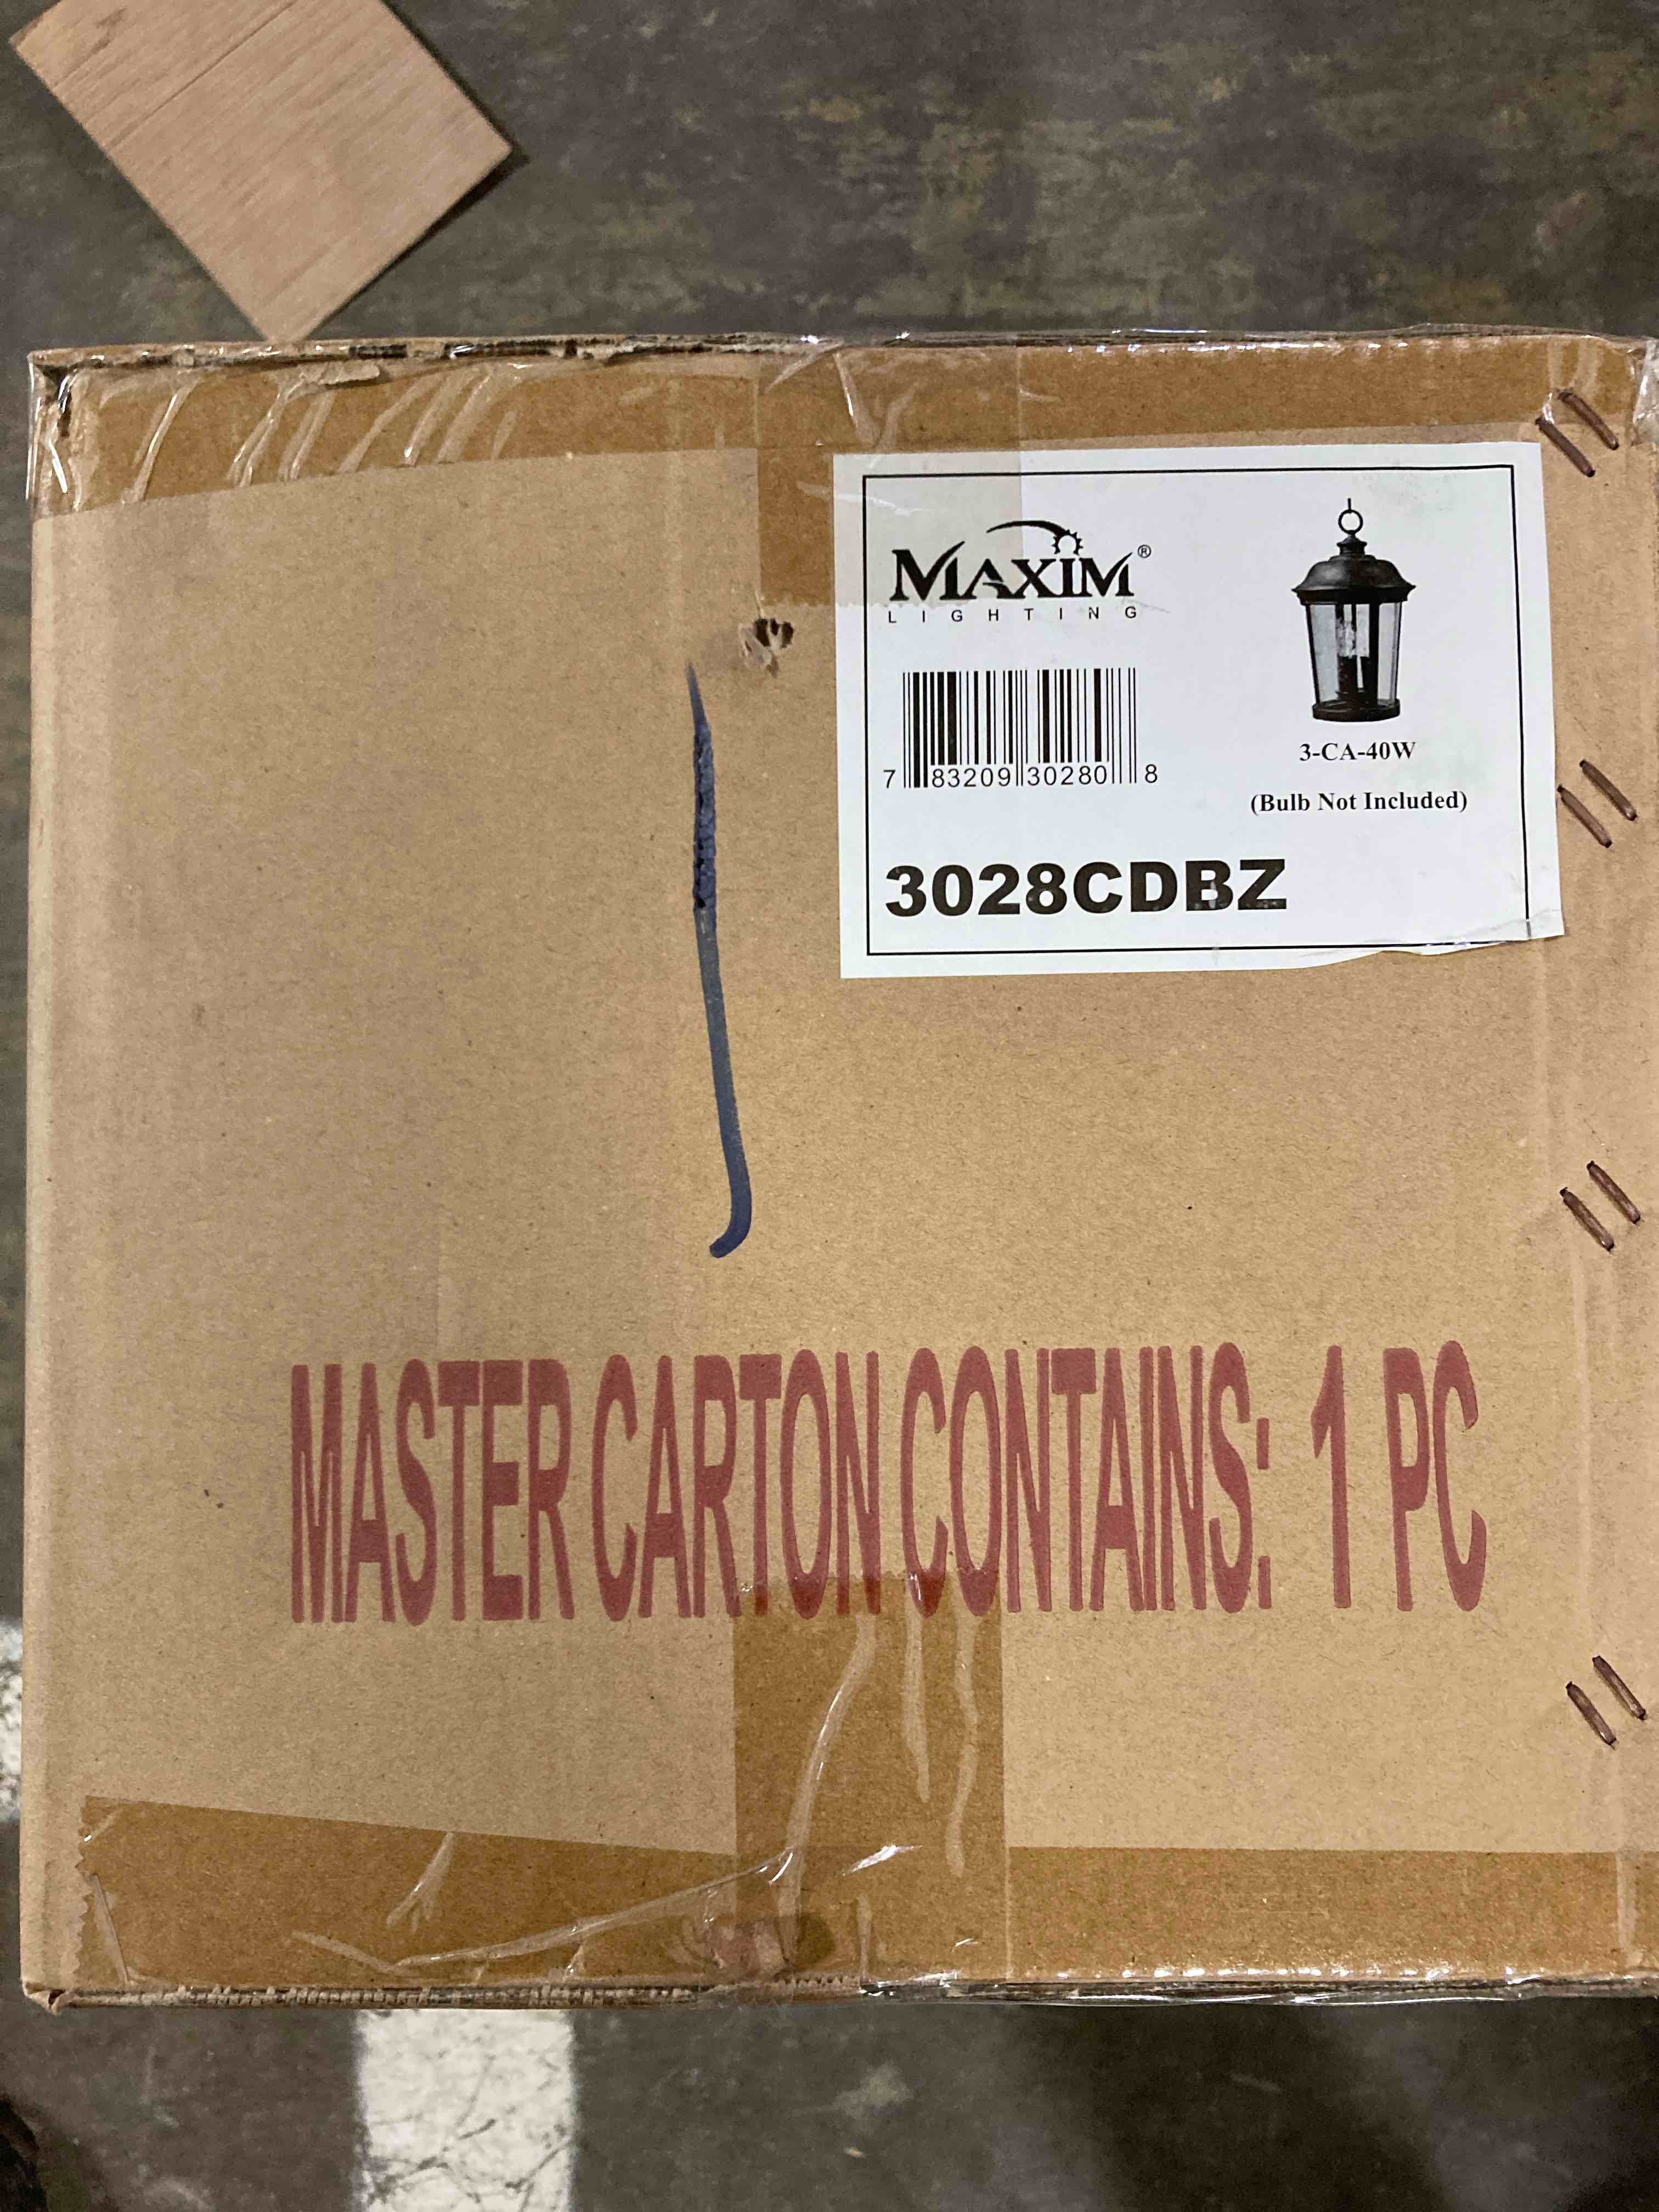 MAXIM®
LIGHTING
7 83209 30280 8
3-CA-40W
(Bulb Not Included)
3028CDBZ
MASTER CARTON CONTAINS: 1 PC